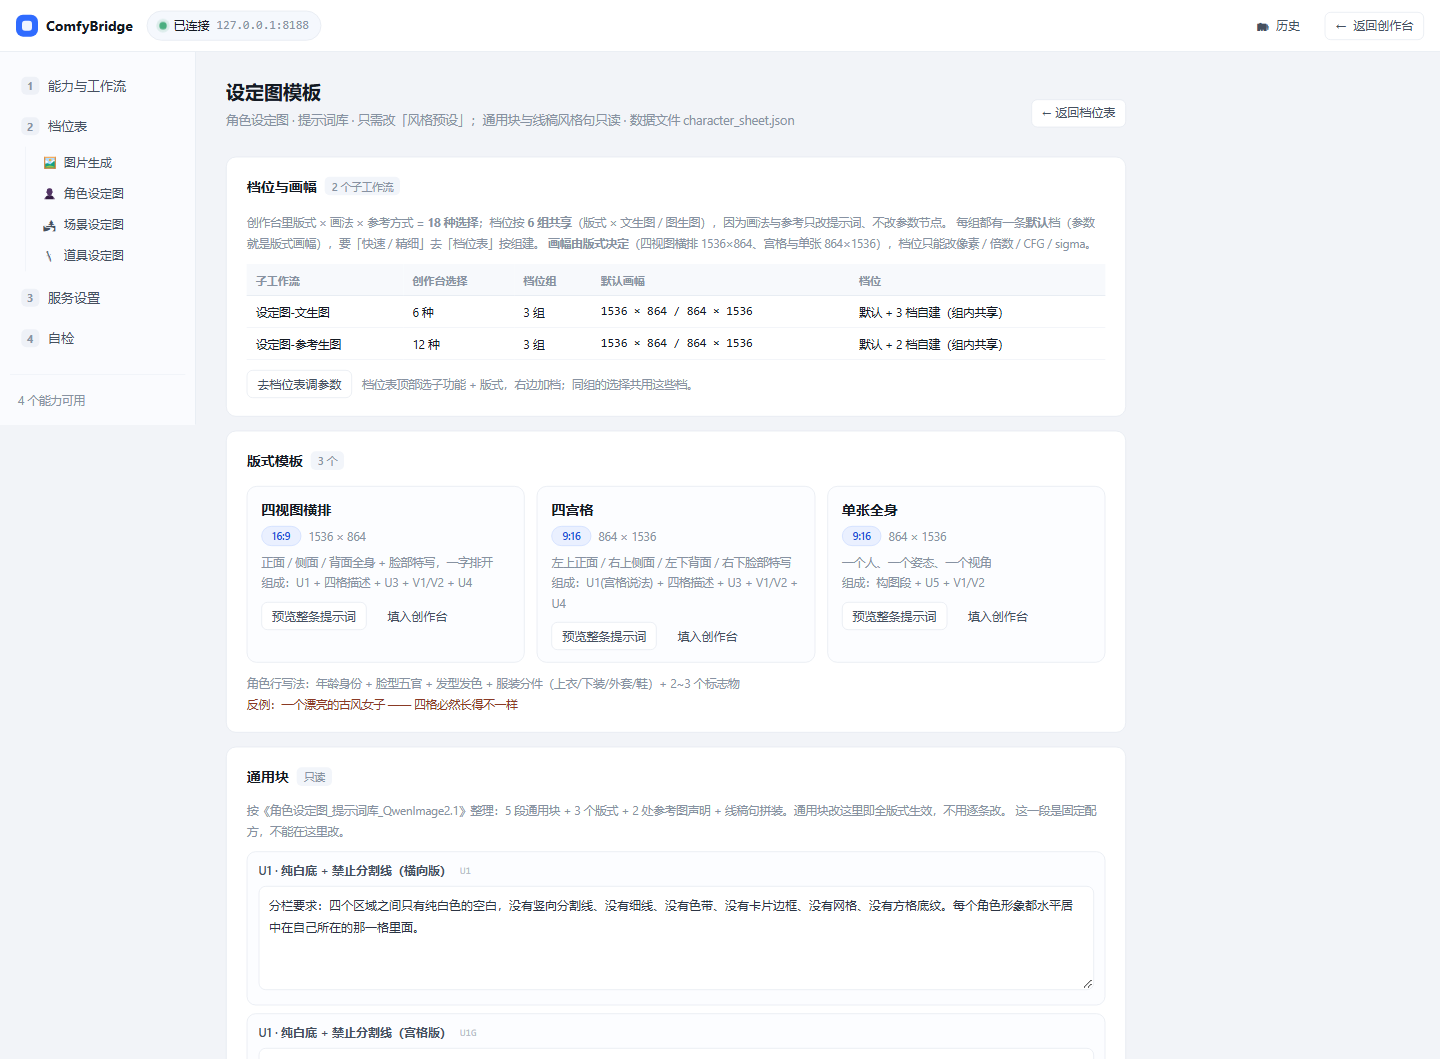 ComfyBridge
已连接 127.0.0.1:8188
历史
← 返回创作台
1 能力与工作流
2 档位表
图片生成
角色设定图
场景设定图
道具设定图
3 服务设置
4 自检
4 个能力可用
设定图模板
角色设定图 · 提示词库 · 只需改「风格预设」；通用块与线稿风格句只读 · 数据文件 character_sheet.json
← 返回档位表
档位与画幅 2 个子工作流
创作台里版式 × 画法 × 参考方式 = 18 种选择；档位按 6 组共享（版式 × 文生图 / 图生图），因为画法与参考只改提示词、不改参数节点。 每组都有一条默认档（参数
就是版式画幅），要「快速 / 精细」去「档位表」按组建。 画幅由版式决定（四视图横排 1536×864、宫格与单张 864×1536），档位只能改像素 / 倍数 / CFG / sigma。
子工作流 创作台选择 档位组 默认画幅 档位
设定图-文生图 6 种 3 组 1536 × 864 / 864 × 1536 默认 + 3 档自建（组内共享）
设定图-参考生图 12 种 3 组 1536 × 864 / 864 × 1536 默认 + 2 档自建（组内共享）
去档位表调参数 档位表顶部选子功能 + 版式，右边加档；同组的选择共用这些档。
版式模板 3 个
四视图横排
16:9 1536 × 864
正面 / 侧面 / 背面全身 + 脸部特写，一字排开
组成：U1 + 四格描述 + U3 + V1/V2 + U4
预览整条提示词 填入创作台
四宫格
9:16 864 × 1536
左上正面 / 右上侧面 / 左下背面 / 右下脸部特写
组成：U1(宫格说法) + 四格描述 + U3 + V1/V2 +
U4
预览整条提示词 填入创作台
单张全身
9:16 864 × 1536
一个人、一个姿态、一个视角
组成：构图段 + U5 + V1/V2
预览整条提示词 填入创作台
角色行写法：年龄身份 + 脸型五官 + 发型发色 + 服装分件（上衣/下装/外套/鞋）+ 2~3 个标志物
反例：一个漂亮的古风女子 —— 四格必然长得不一样
通用块 只读
按《角色设定图_提示词库_QwenImage2.1》整理：5 段通用块 + 3 个版式 + 2 处参考图声明 + 线稿句拼装。通用块改这里即全版式生效，不用逐条改。 这一段是固定配
方，不能在这里改。
U1 · 纯白底 + 禁止分割线（横向版） U1
分栏要求：四个区域之间只有纯白色的空白，没有竖向分割线、没有细线、没有色带、没有卡片边框、没有网格、没有方格底纹。每个角色形象都水平居
中在自己所在的那一格里面。
U1 · 纯白底 + 禁止分割线（宫格版） U1G